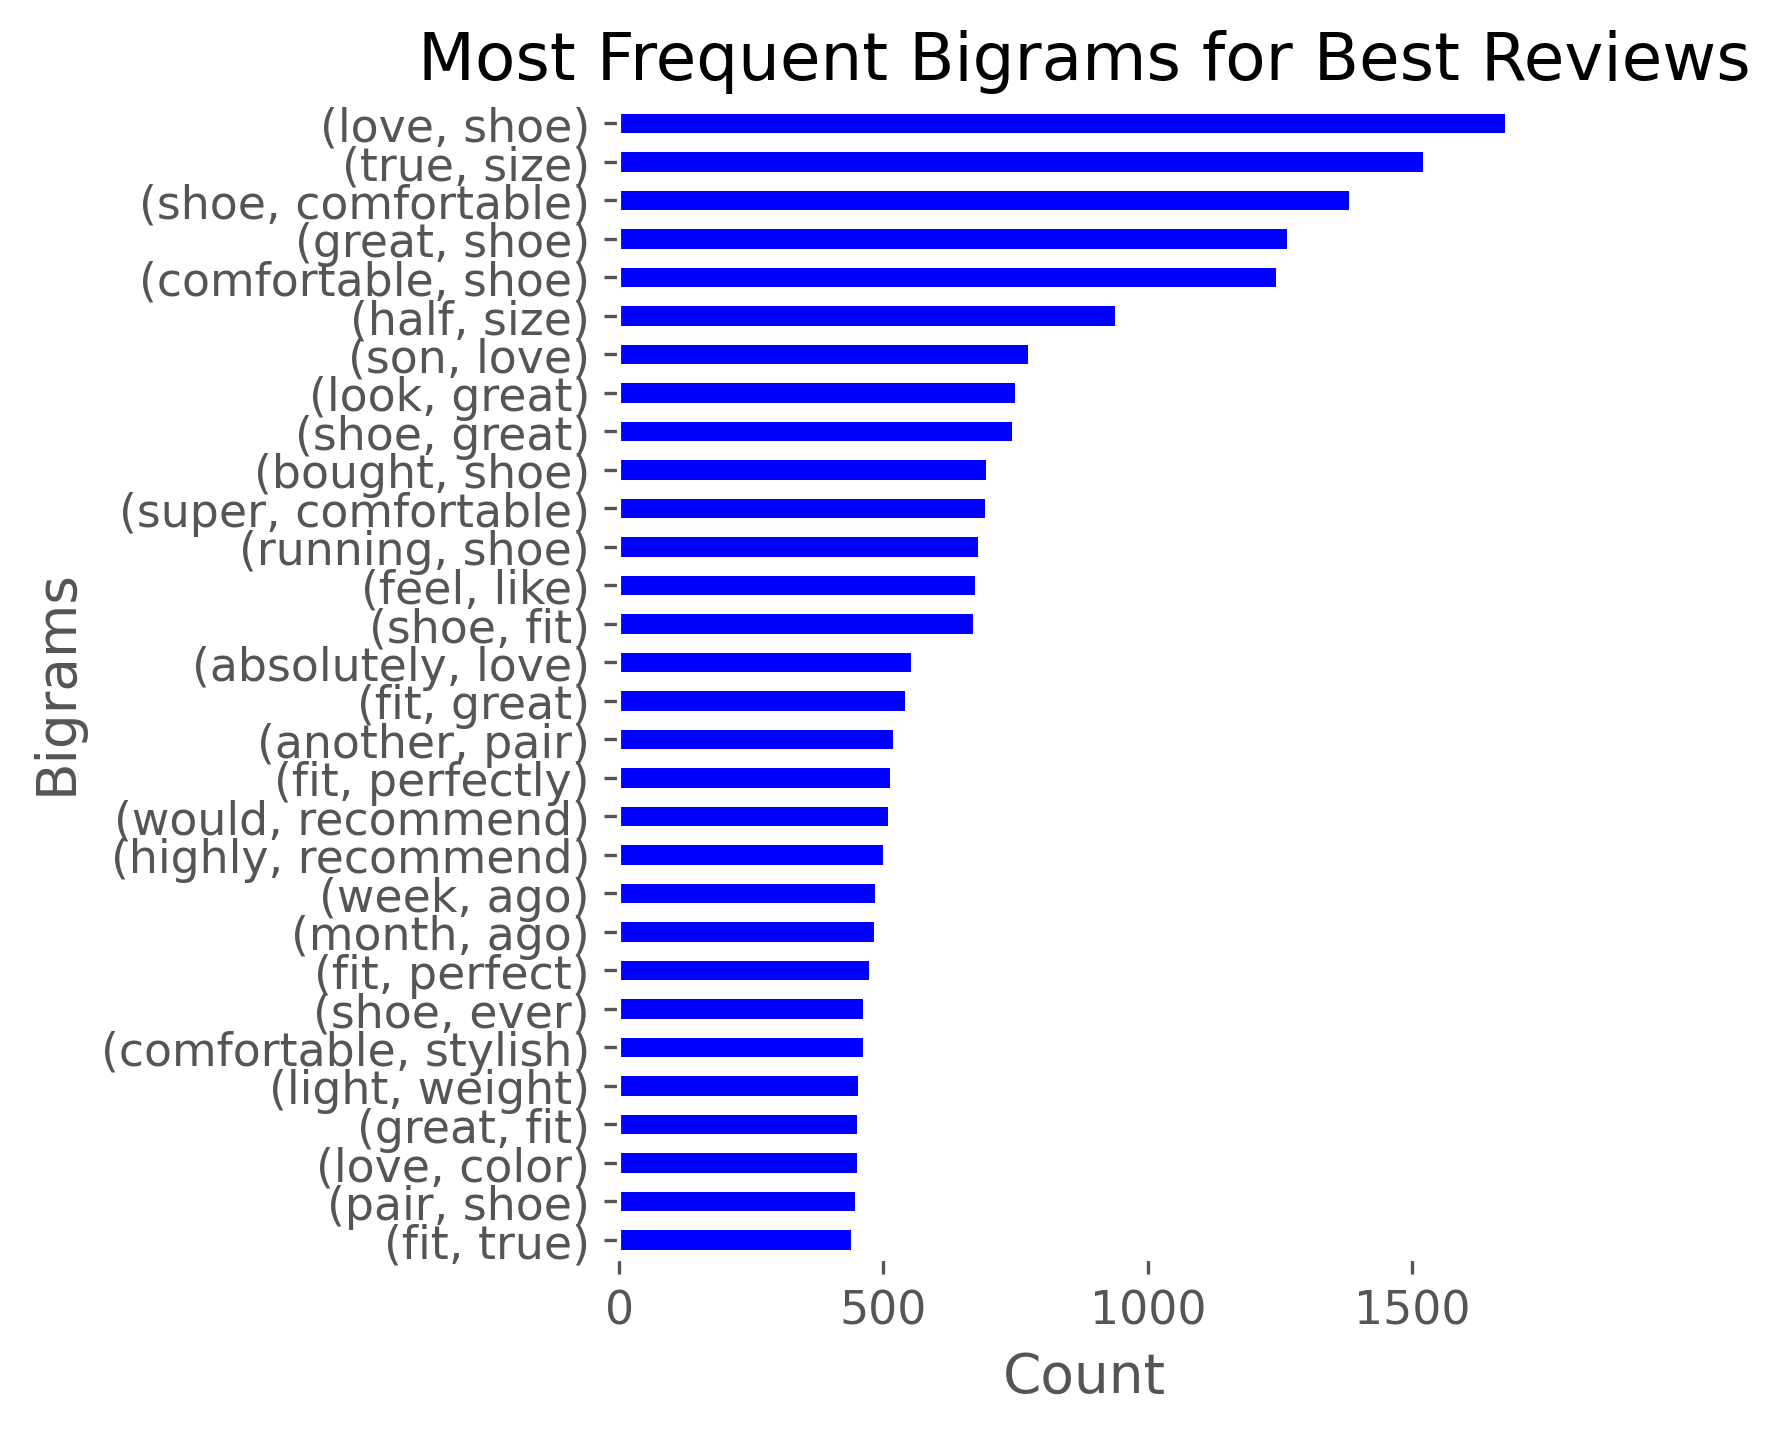 Most Frequent Bigrams for Best Reviews
(love, shoe)
(true, size)
(shoe, comfortable)
(great, shoe)
(comfortable, shoe)
(half, size)
(son, love)
(look, great)
(shoe, great)
(bought, shoe)
(super, comfortable)
(running, shoe)
(feel, like)
(shoe, fit)
(absolutely, love)
(fit, great)
(another, pair)
(fit, perfectly)
(would, recommend)
(highly, recommend)
(week, ago)
(month, ago)
(fit, perfect)
(shoe, ever)
(comfortable, stylish)
(light, weight)
(great, fit)
(love, color)
(pair, shoe)
(fit, true)
Bigrams
0 500 1000 1500
Count